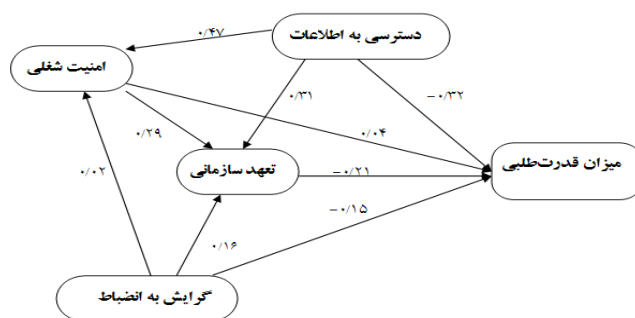 دسترسی به اطلاعات
۰/۴۷
امنیت شغلی
۰/۳۱
−۰/۳۲
۰/۲۹
۰/۰۴
تعهد سازمانی
−۰/۲۱
میزان قدرت‌طلبی
۰/۰۲
−۰/۱۵
۰/۱۶
گرایش به انضباط